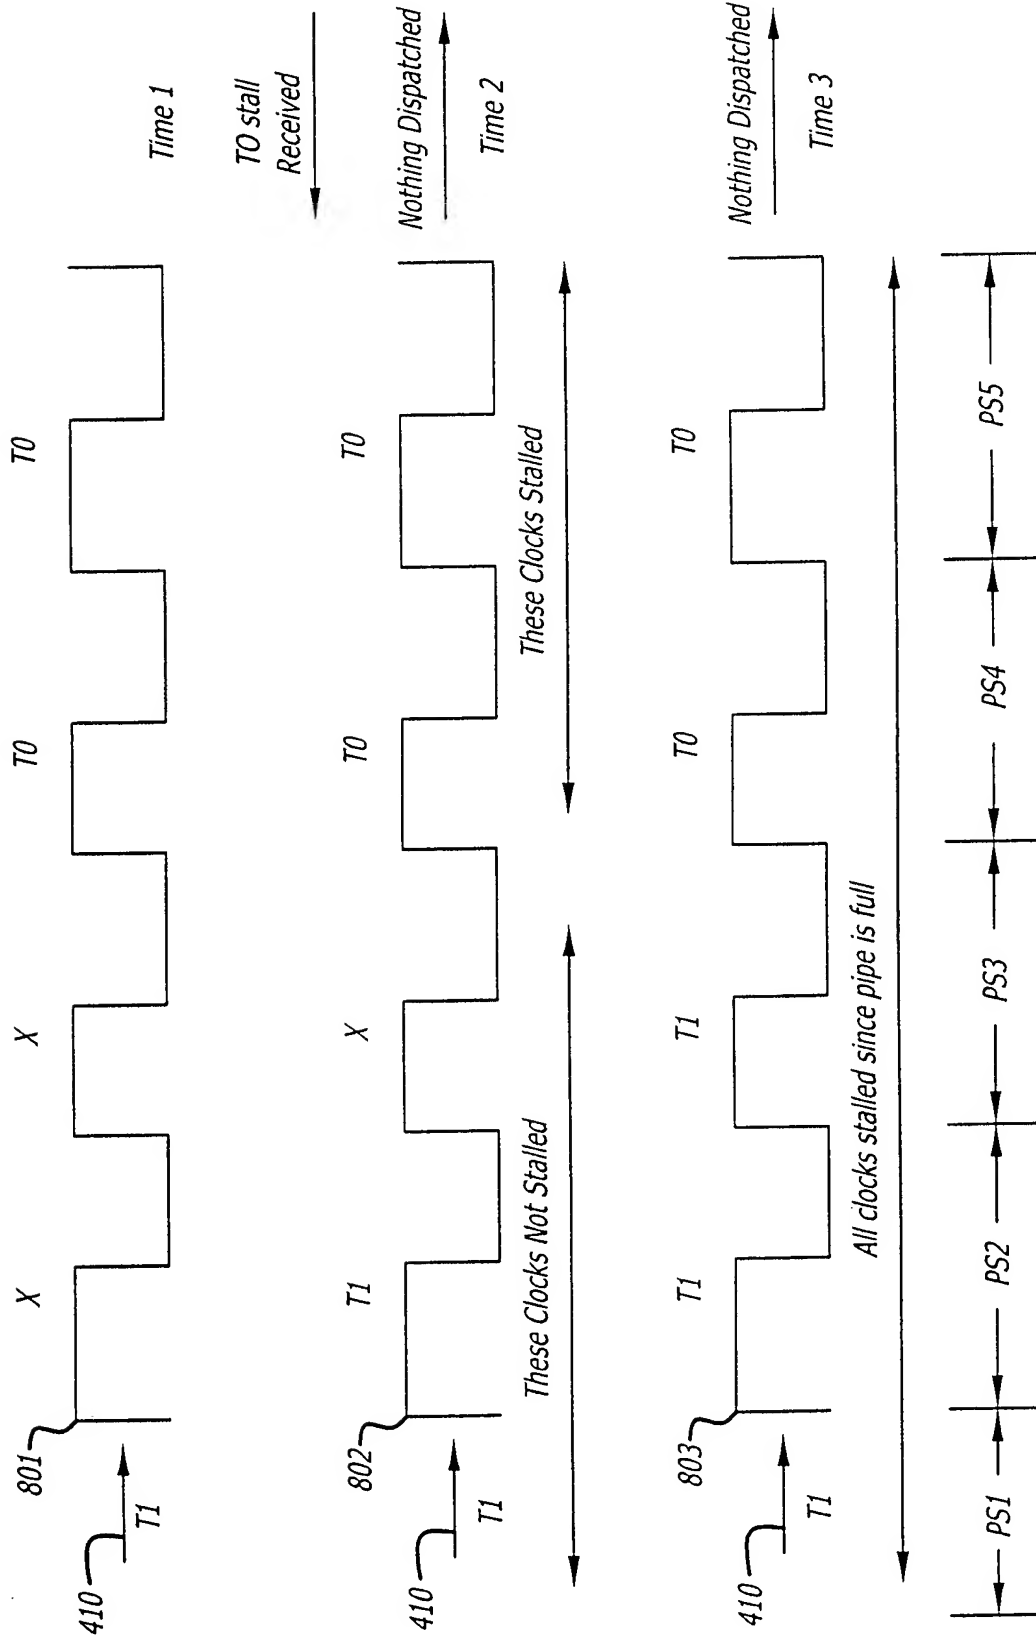 801
X
X
T0
T0
410
T1
Time 1
TO stall
Received
802
T1
X
T0
T0
Nothing Dispatched
410
T1
Time 2
These Clocks Not Stalled
These Clocks Stalled
803
T1
T1
T0
T0
Nothing Dispatched
410
T1
Time 3
All clocks stalled since pipe is full
PS1
PS2
PS3
PS4
PS5